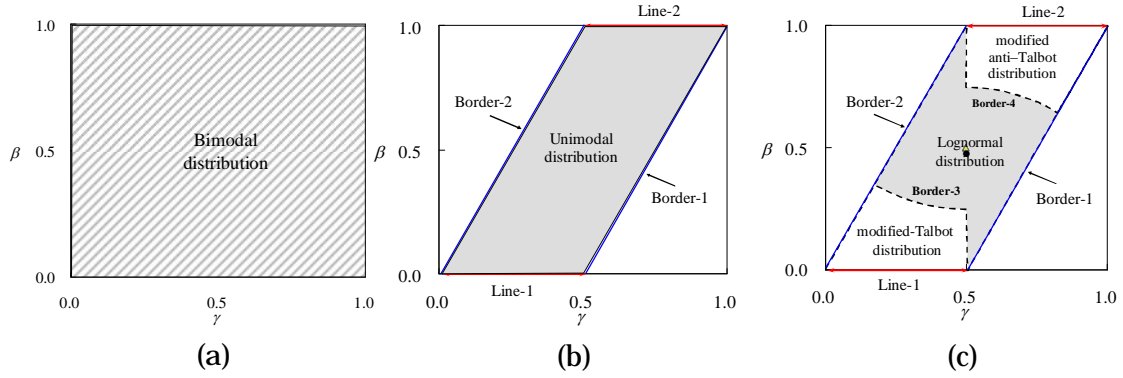 1.0
β
0.5
0.0
Bimodal
distribution
0.0
0.5
1.0
γ
(a)
Line-2
1.0
β
0.5
0.0
Border-2
Unimodal
distribution
Border-1
0.0
0.5
1.0
Line-1
γ
(b)
Line-2
1.0
β
0.5
0.0
modified
anti–Talbot
distribution
Border-2
Border-4
Lognormal
distribution
Border-3
Border-1
modified-Talbot
distribution
0.0
0.5
1.0
Line-1
γ
(c)